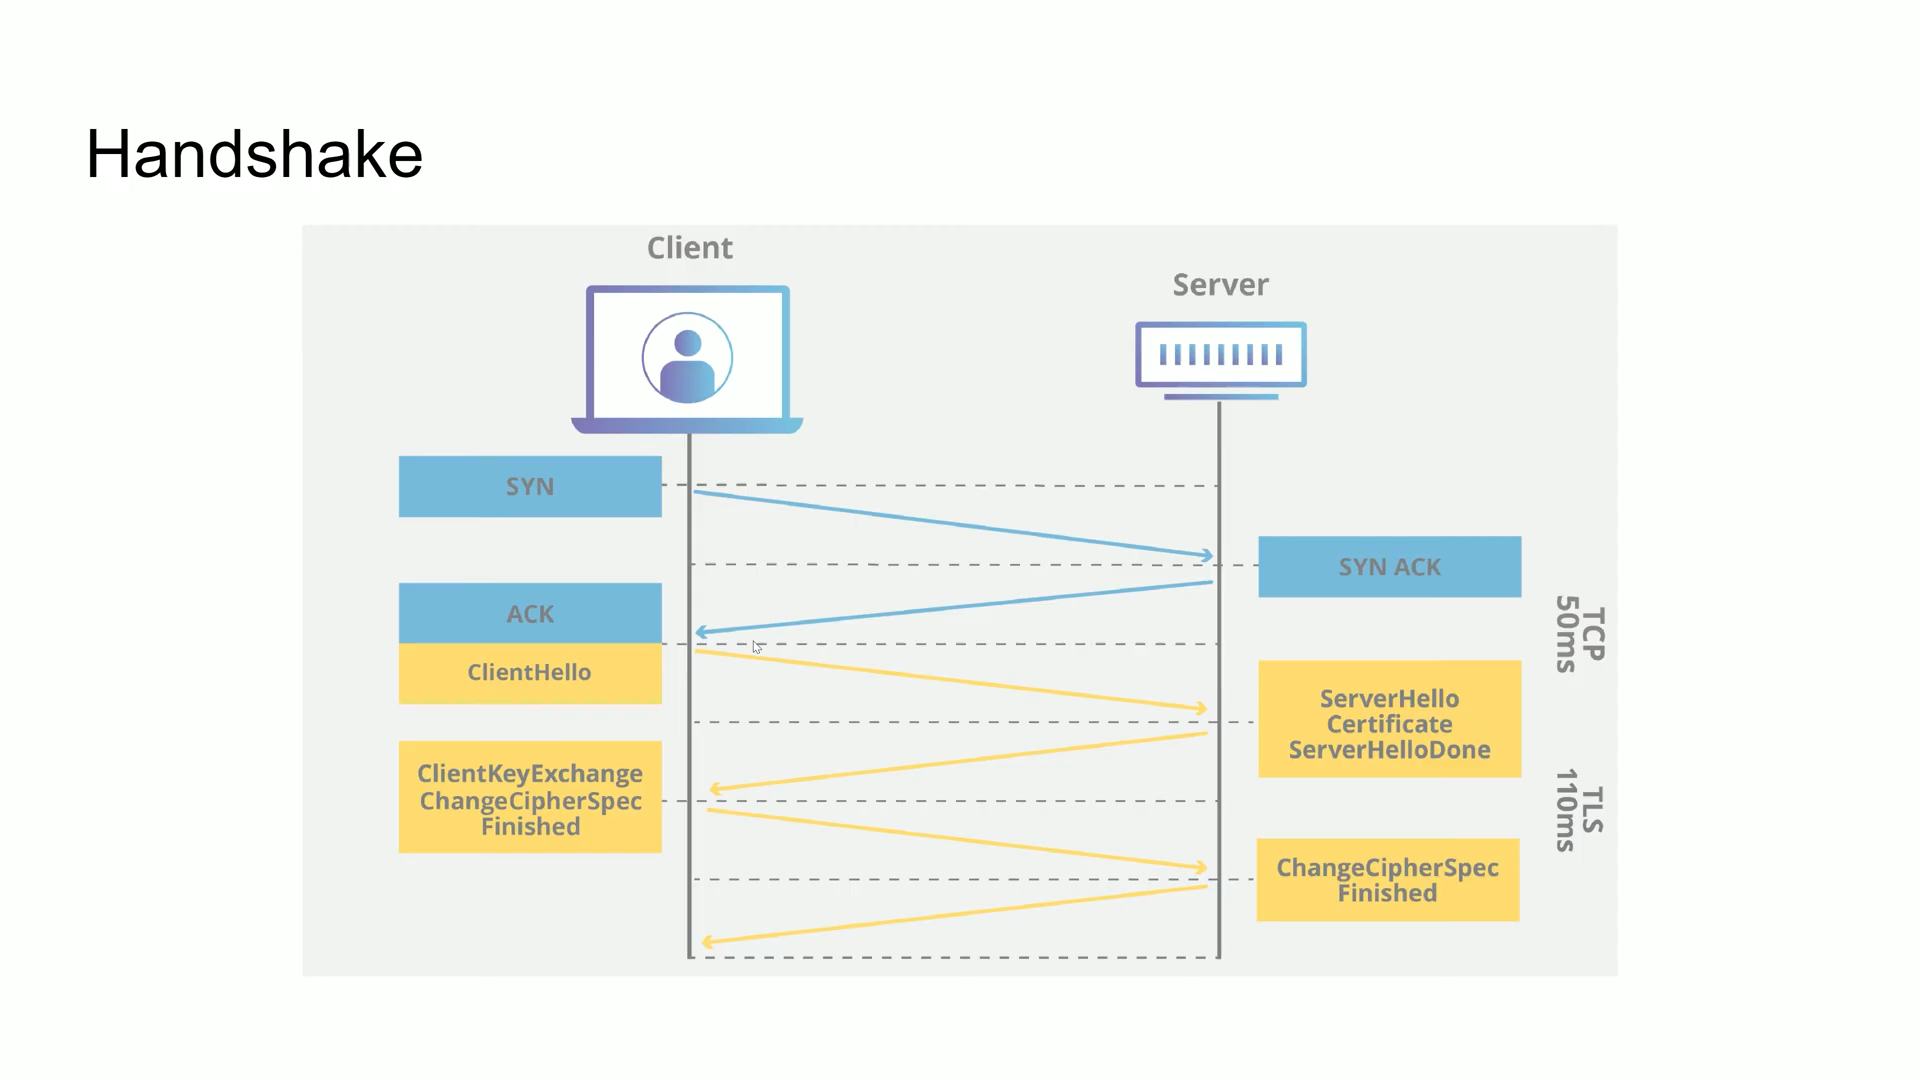 Handshake
Client
Server
SYN
SYN ACK
ACK
ClientHello
TCP
50ms
ServerHello
Certificate
ServerHelloDone
ClientKeyExchange
ChangeCipherSpec
Finished
TLS
110ms
ChangeCipherSpec
Finished